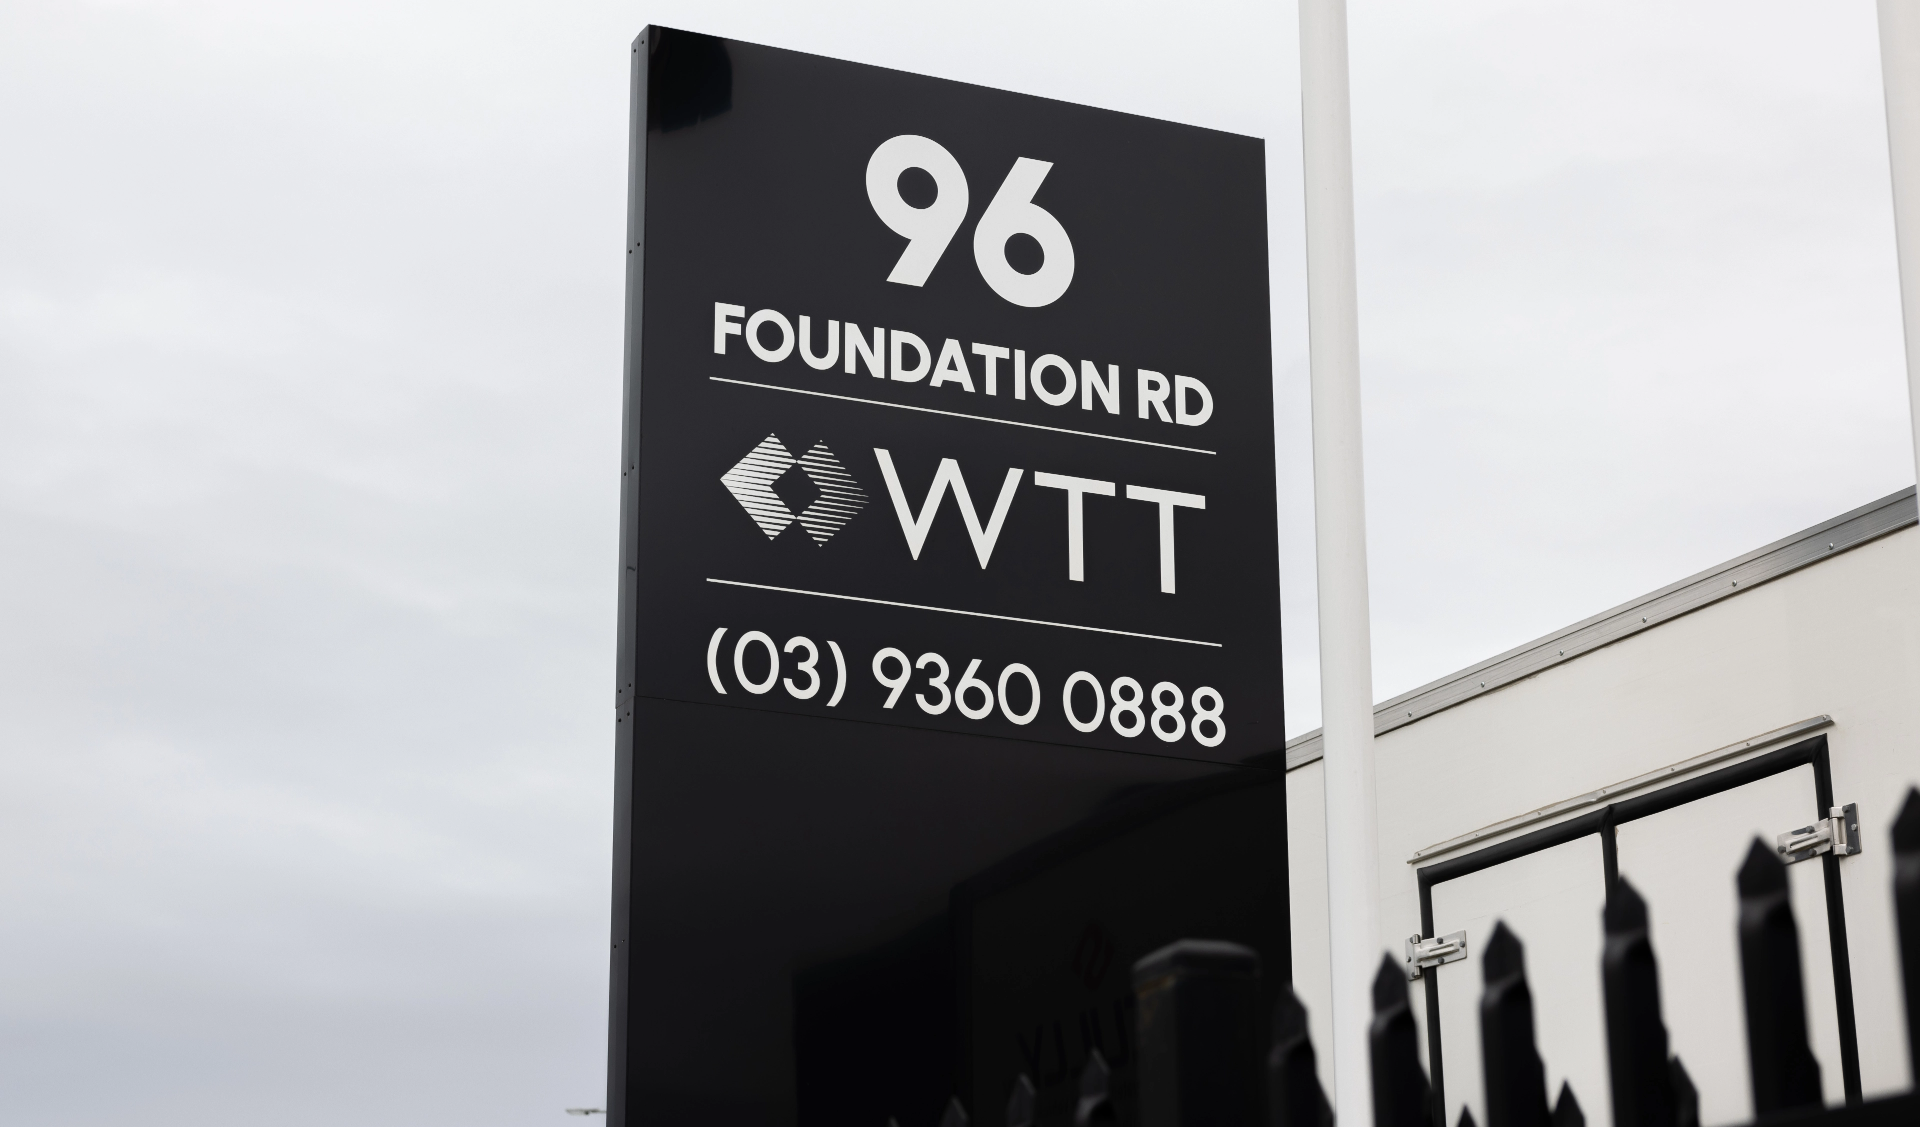 96
FOUNDATION RD
WTT
(03) 9360 0888